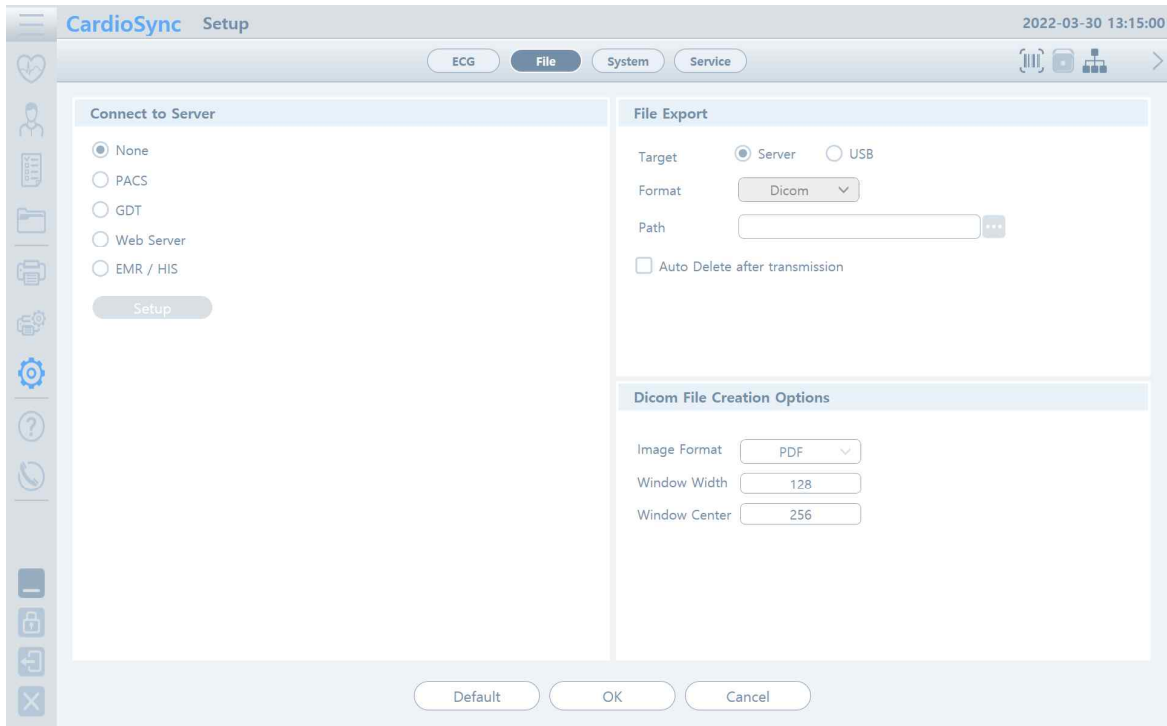 CardioSync Setup 2022-03-30 13:15:00
ECG File System Service
Connect to Server
None
PACS
GDT
Web Server
EMR / HIS
Setup
File Export
Target Server USB
Format Dicom
Path
Auto Delete after transmission
Dicom File Creation Options
Image Format PDF
Window Width 128
Window Center 256
Default OK Cancel